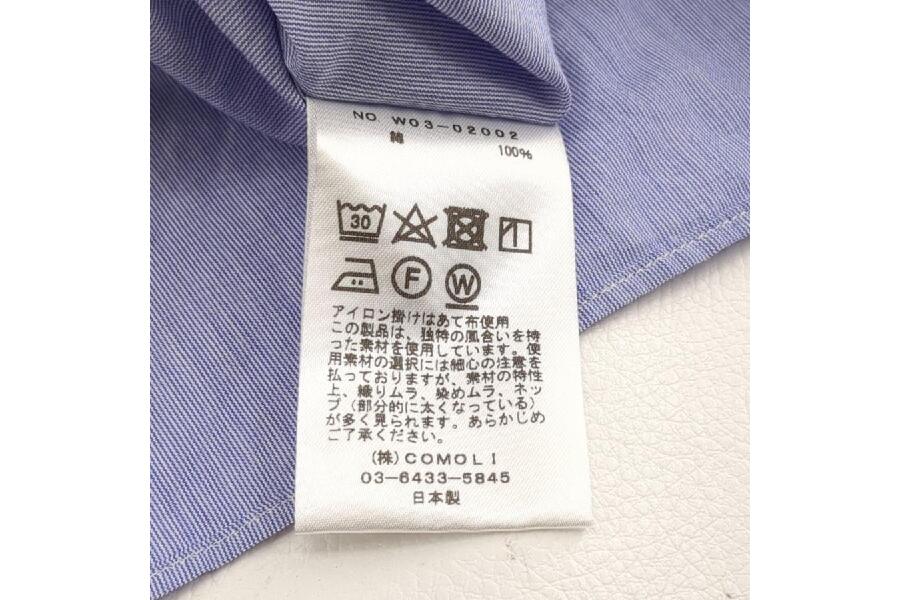 NO. W03-02002
綿 100%
30
F W
アイロン掛けはあて布使用
この製品は、独特の風合いを持
った素材を使用しています。使
用素材の選択には細心の注意を
払っておりますが、素材の特性
上、織りムラ、染めムラ、ネッ
プ（部分的に太くなっている）
が多く見られます。あらかじめ
ご了承ください。
(株)COMOLI
03-6433-5845
日本製